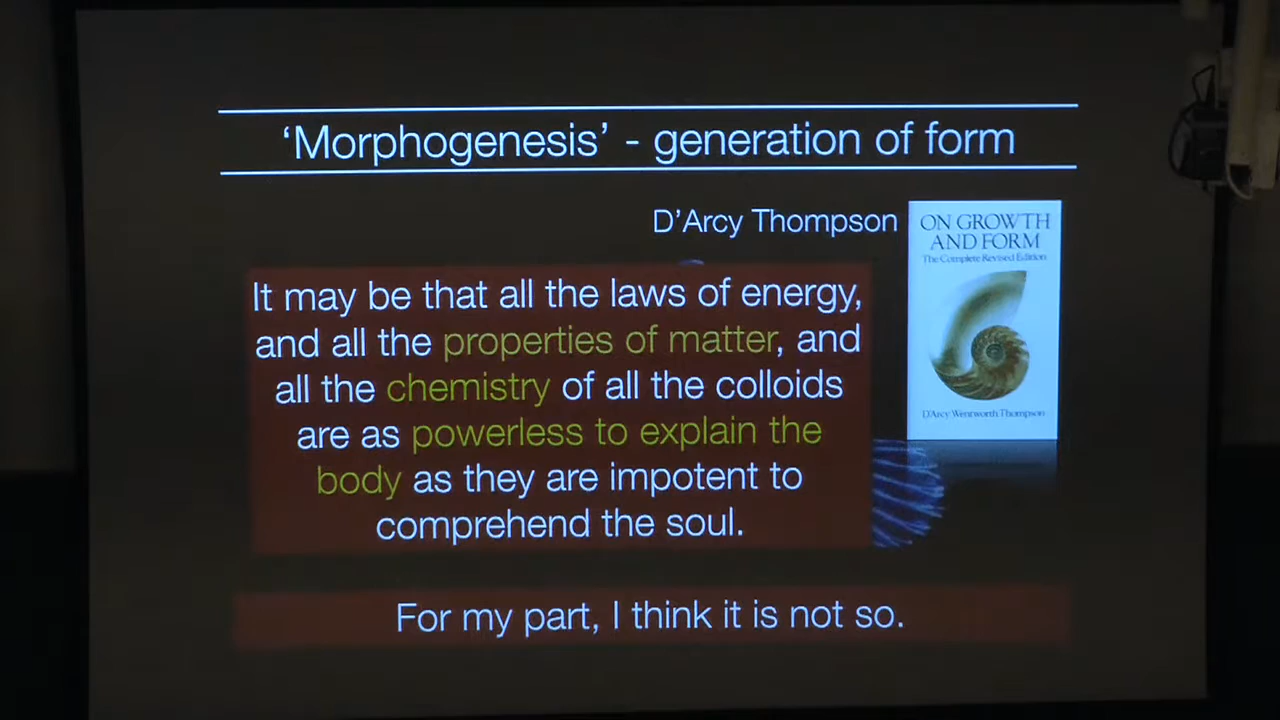 ‘Morphogenesis’ - generation of form
D’Arcy Thompson
ON GROWTH
AND FORM
The Complete Revised Edition
D’Arcy Wentworth Thompson
It may be that all the laws of energy,
and all the properties of matter, and
all the chemistry of all the colloids
are as powerless to explain the
body as they are impotent to
comprehend the soul.
For my part, I think it is not so.